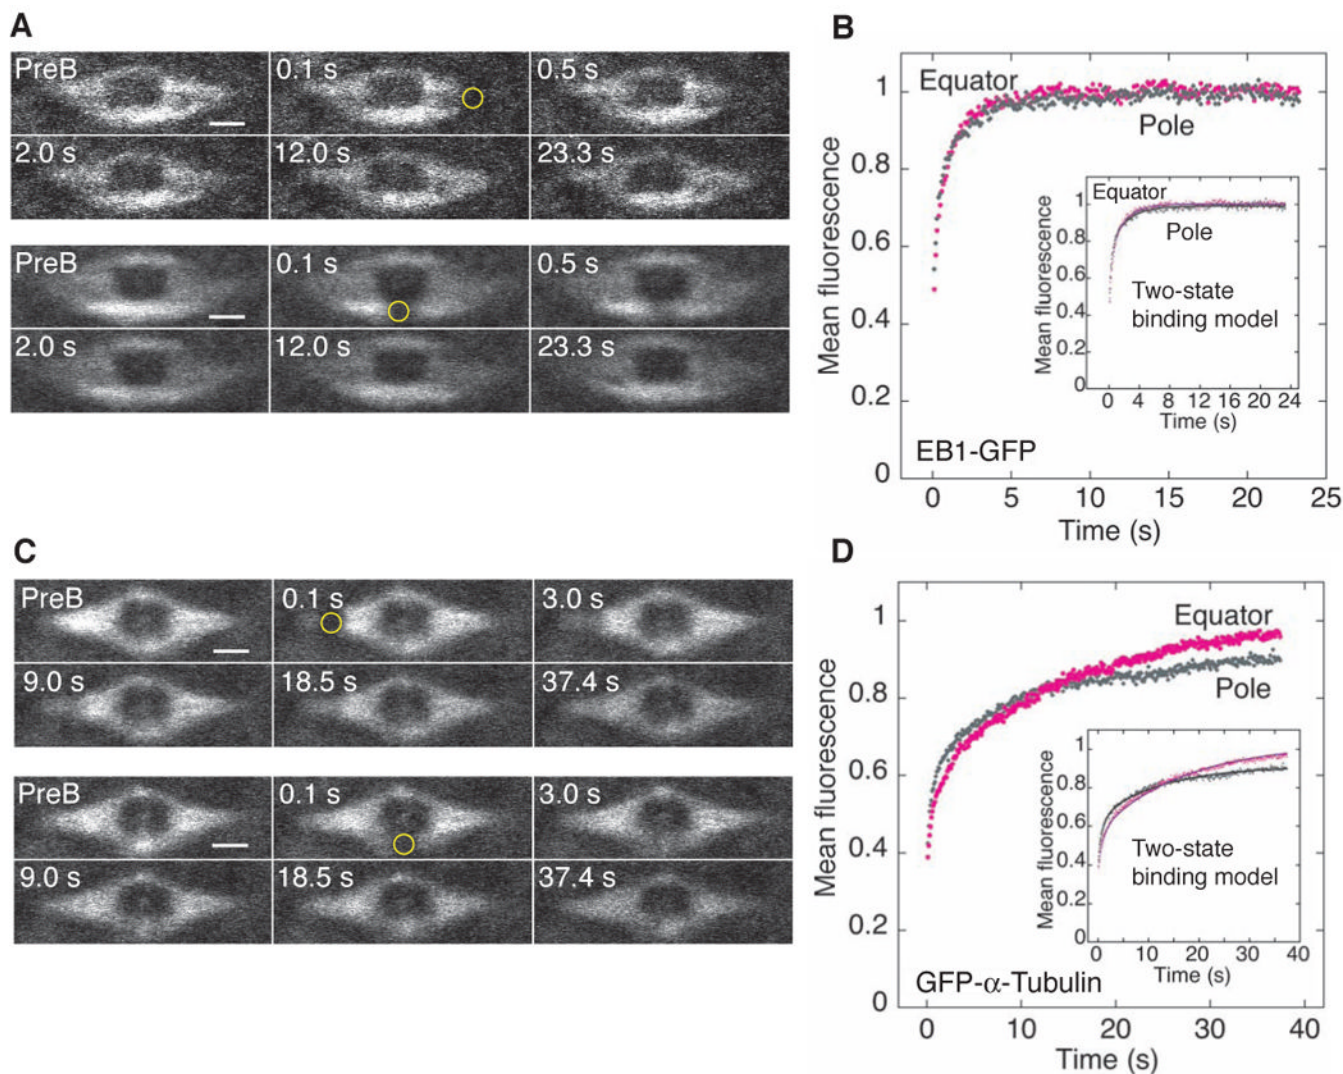 A
PreB
0.1 s
0.5 s
2.0 s
12.0 s
23.3 s
PreB
0.1 s
0.5 s
2.0 s
12.0 s
23.3 s
B
Equator
Pole
Mean fluorescence
1
0.8
0.6
0.4
0.2
0
EB1-GFP
0 5 10 15 20 25
Time (s)
Equator
Pole
Two-state
binding model
Mean fluorescence
1
0.8
0.6
0.4
0.2
0
0 4 8 12 16 20 24
Time (s)
C
PreB
0.1 s
3.0 s
9.0 s
18.5 s
37.4 s
PreB
0.1 s
3.0 s
9.0 s
18.5 s
37.4 s
D
Equator
Pole
Mean fluorescence
1
0.8
0.6
0.4
0.2
0
GFP-α-Tubulin
0 10 20 30 40
Time (s)
Two-state
binding model
Mean fluorescence
1
0.8
0.6
0.4
0.2
0
0 10 20 30 40
Time (s)